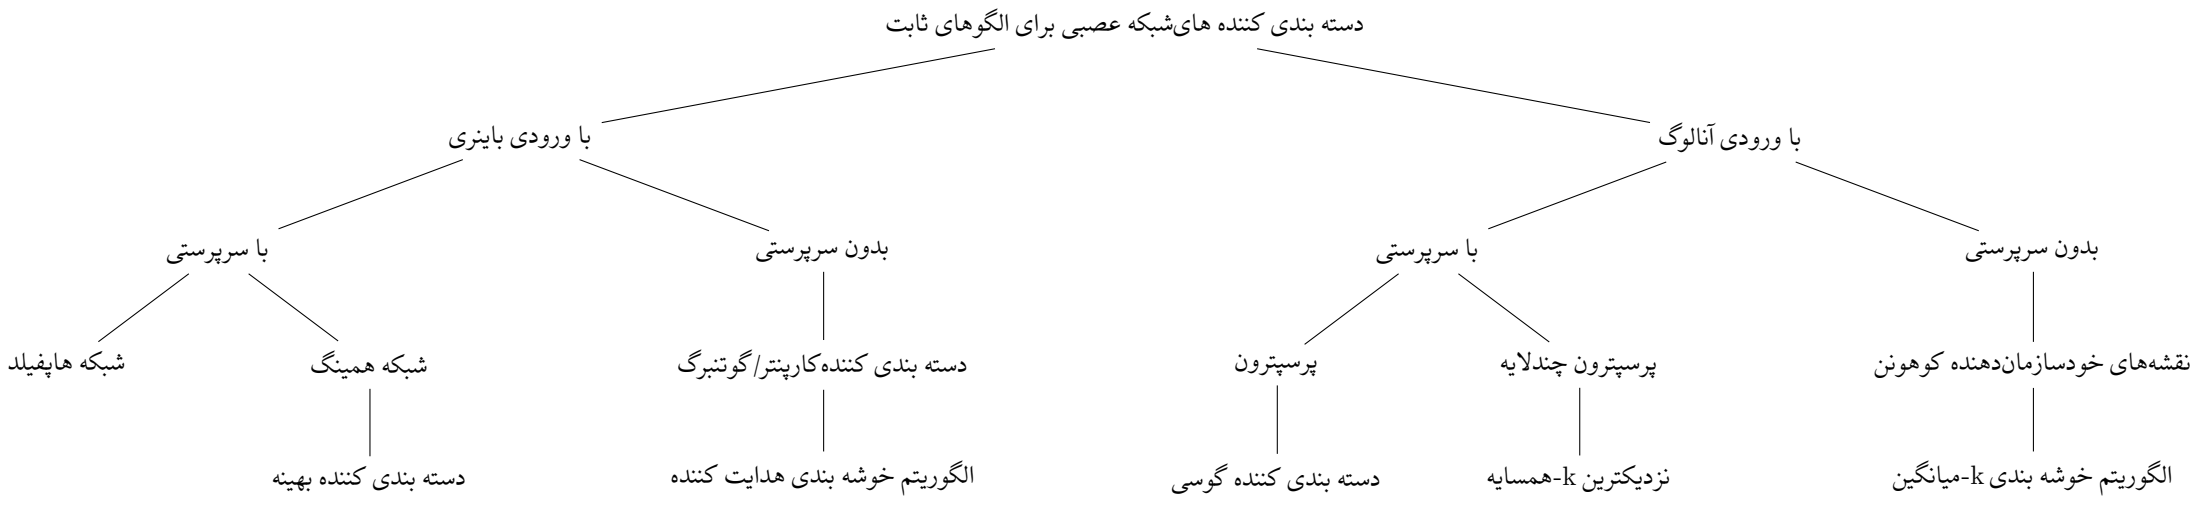 دسته بندی کننده های‌شبکه عصبی برای الگوهای ثابت
با ورودی آنالوگ
با ورودی باینری
بدون سرپرستی
با سرپرستی
بدون سرپرستی
با سرپرستی
نقشه‌های خودسازمان‌دهنده کوهونن
پرسپترون چندلایه
پرسپترون
دسته بندی کننده کارپنتر/گوتنبرگ
شبکه همینگ
شبکه هاپفیلد
الگوریتم خوشه بندی k-میانگین
نزدیکترین k-همسایه
دسته بندی کننده گوسی
الگوریتم خوشه بندی هدایت کننده
دسته بندی کننده بهینه